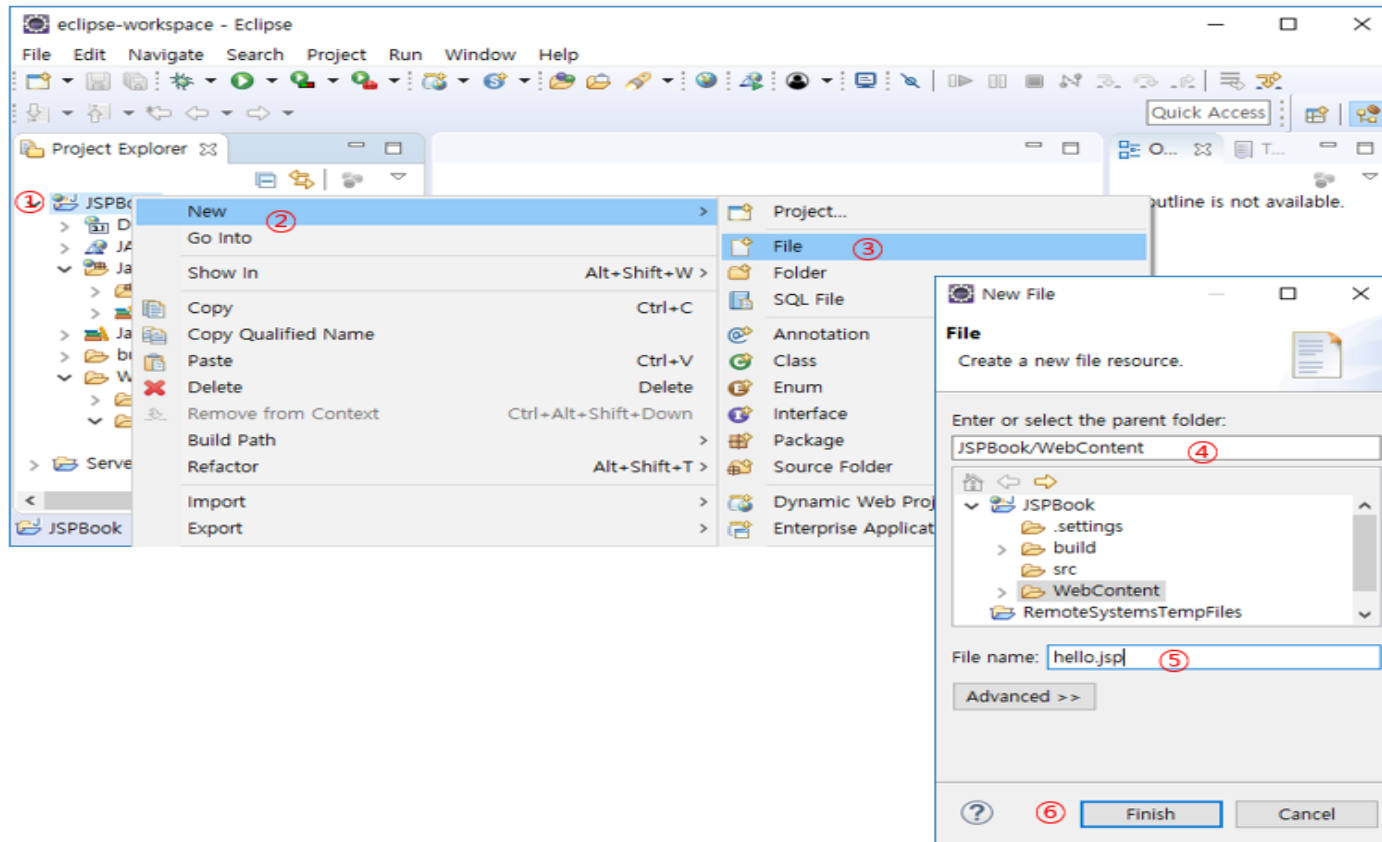 eclipse-workspace - Eclipse
File Edit Navigate Search Project Run Window Help
Quick Access
Project Explorer
O... T...
① JSPBo
outline is not available.
D
JA
Ja
Ja
bu
W
Serve
JSPBook
New ②
Go Into
Show In Alt+Shift+W >
Copy Ctrl+C
Copy Qualified Name
Paste Ctrl+V
Delete Delete
Remove from Context Ctrl+Alt+Shift+Down
Build Path >
Refactor Alt+Shift+T >
Import >
Export >
Project...
File ③
Folder
SQL File
Annotation
Class
Enum
Interface
Package
Source Folder
Dynamic Web Proj
Enterprise Applicat
New File
File
Create a new file resource.
Enter or select the parent folder:
JSPBook/WebContent ④
JSPBook
.settings
build
src
WebContent
RemoteSystemsTempFiles
File name: hello.jsp ⑤
Advanced >>
? ⑥ Finish Cancel